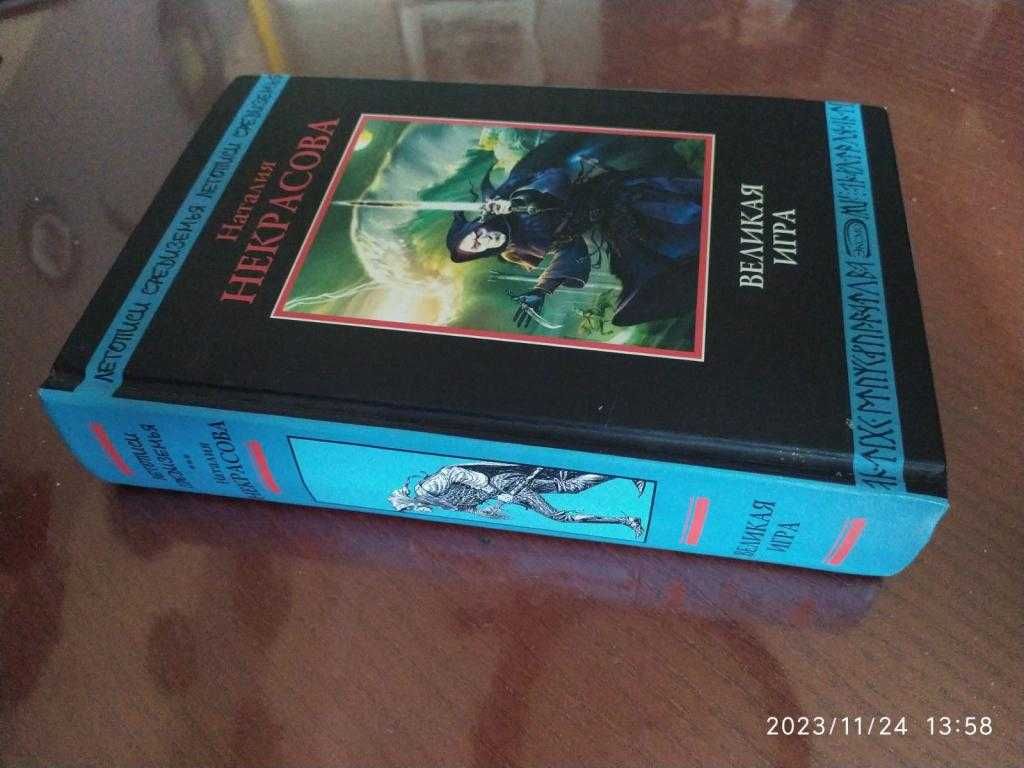 ЛЕТОПИСИ СРЕДИЗЕМЬЯ ЛЕТОПИСИ СРЕДИЗЕМЬЯ
Наталия
НЕКРАСОВА
ВЕЛИКАЯ
ИГРА
ЭКСМО
ЛЕТОПИСИ
СРЕДИЗЕМЬЯ
***
НАТАЛИЯ
НЕКРАСОВА
ВЕЛИКАЯ
ИГРА
2023/11/24 13:58